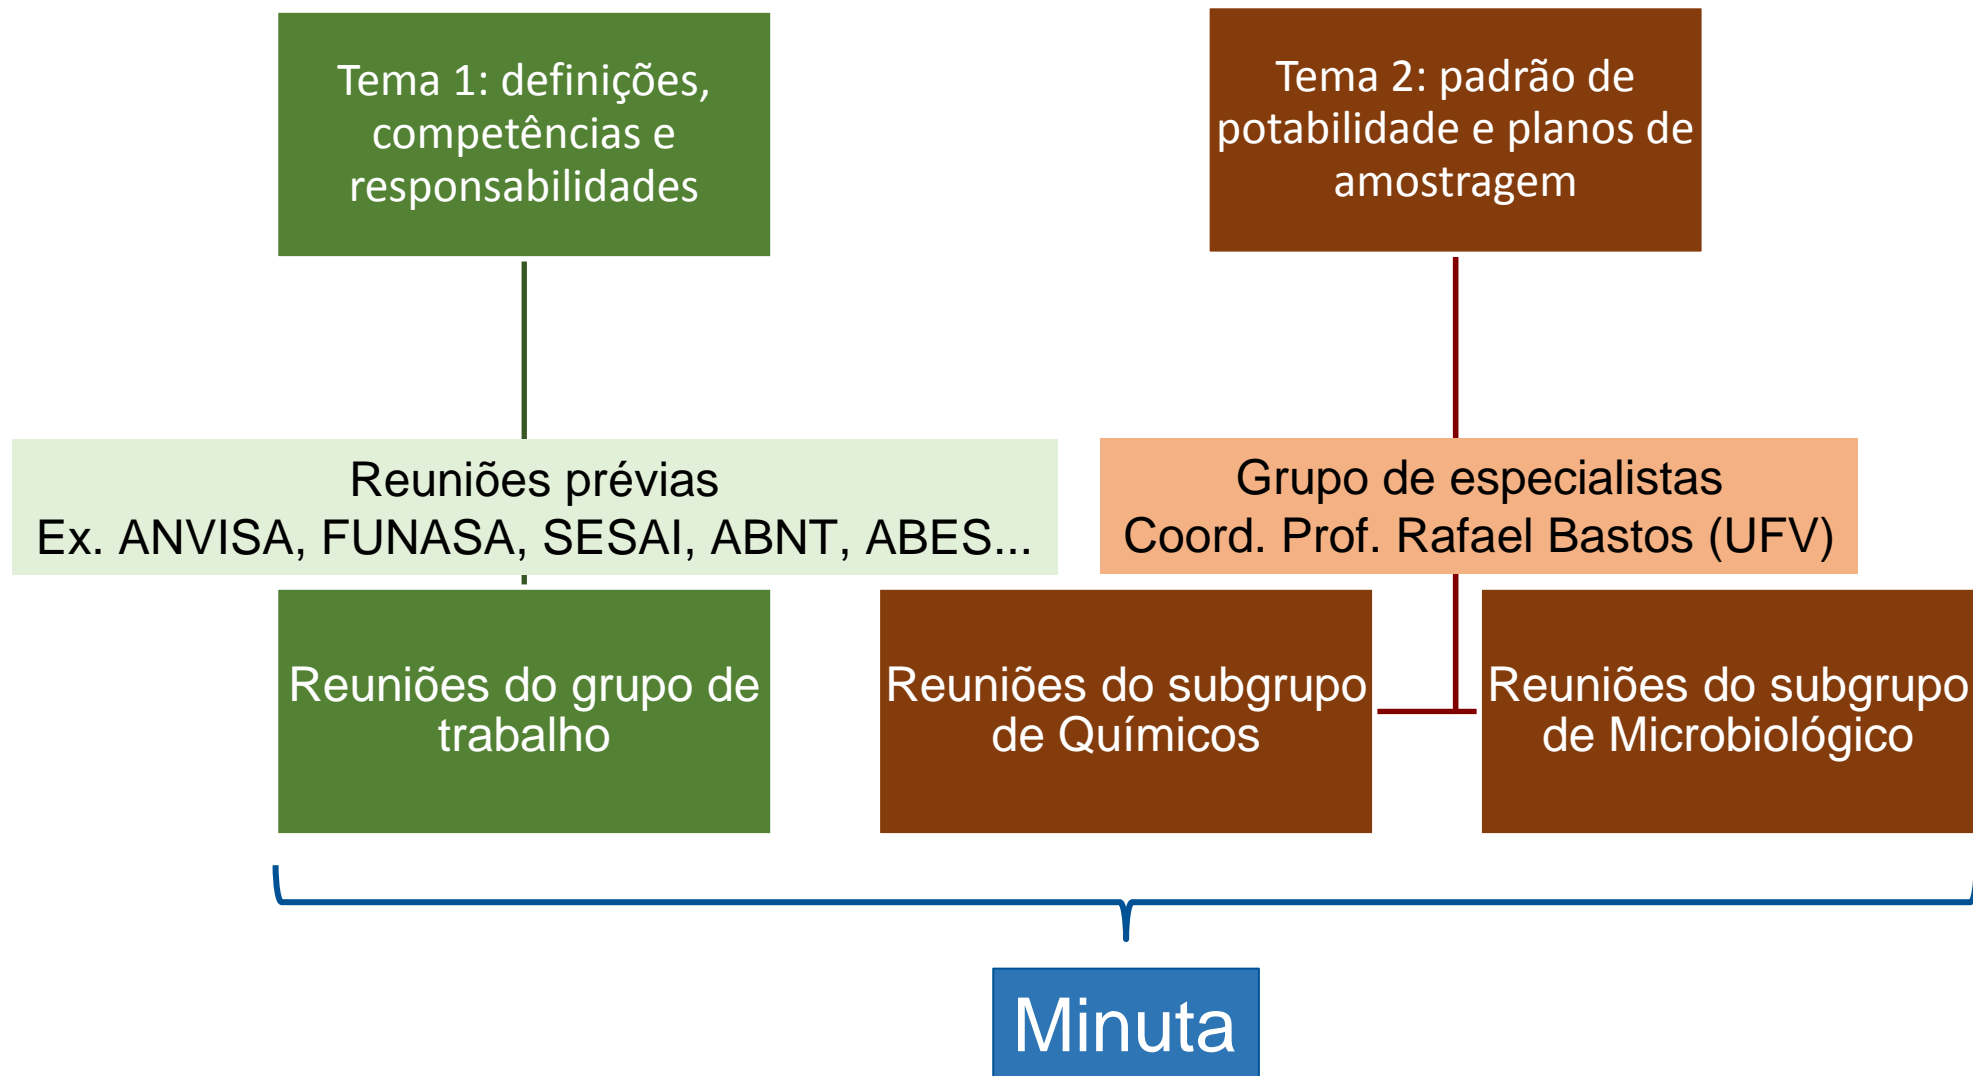 Tema 1: definições,
competências e
responsabilidades
Tema 2: padrão de
potabilidade e planos de
amostragem
Reuniões prévias
Ex. ANVISA, FUNASA, SESAI, ABNT, ABES...
Grupo de especialistas
Coord. Prof. Rafael Bastos (UFV)
Reuniões do grupo de
trabalho
Reuniões do subgrupo
de Químicos
Reuniões do subgrupo
de Microbiológico
Minuta